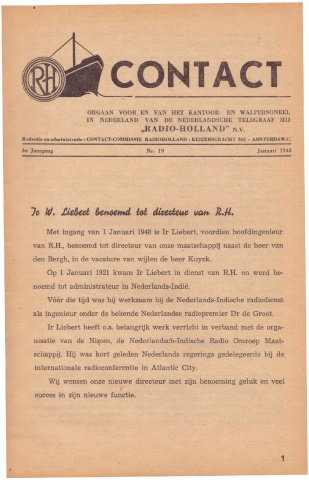 RH CONTACT
ORGAAN VOOR EN VAN HET KANTOOR- EN WALPERSONEEL
IN NEDERLAND VAN DE NEDERLANDSCHE TELEGRAAF MIJ
„RADIO-HOLLAND" N.V.
Redactie en administratie: CONTACT-COMMISSIE RADIOHOLLAND - KEIZERSGRACHT 562 - AMSTERDAM-C.
Jaargang Nr. 19 Januari 1948
Ir W. Liebert benoemd tot directeur van R.H.
Met ingang van 1 Januari 1948 is Ir Liebert, voordien hoofdingenieur
van R.H., benoemd tot directeur van onze maatschappij naast de heer van
den Bergh, in de vacature van wijlen de heer Kuyck.
Op 1 Januari 1921 kwam Ir Liebert in dienst van R.H. en werd be-
noemd tot administrateur in Nederlands-Indië.
Vóór die tijd was hij werkzaam bij de Nederlands-Indische radiodienst
als ingenieur onder de bekende Nederlandse radiopremier Dr de Groot.
Ir Liebert heeft o.a. belangrijk werk verricht in verband met de orga-
nisatie van de Nirom, de Nederlandsch-Indische Radio Omroep Maat-
schappij. Hij was kort geleden Nederlands regerings gedelegeerde bij de
internationale radioconferentie in Atlantic City.
Wij wensen onze nieuwe directeur met zijn benoeming geluk en veel
succes in zijn nieuwe functie.
1